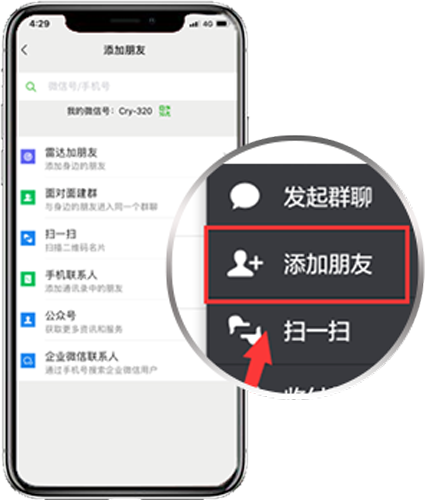 4:29
4G
添加朋友
微信号/手机号
我的微信号：Cry-320
雷达加朋友
添加身边的朋友
面对面建群
与身边的朋友进入同一个群聊
扫一扫
扫描二维码名片
手机联系人
添加通讯录中的朋友
公众号
获取更多资讯和服务
企业微信联系人
通过手机号搜索企业微信用户
发起群聊
添加朋友
扫一扫